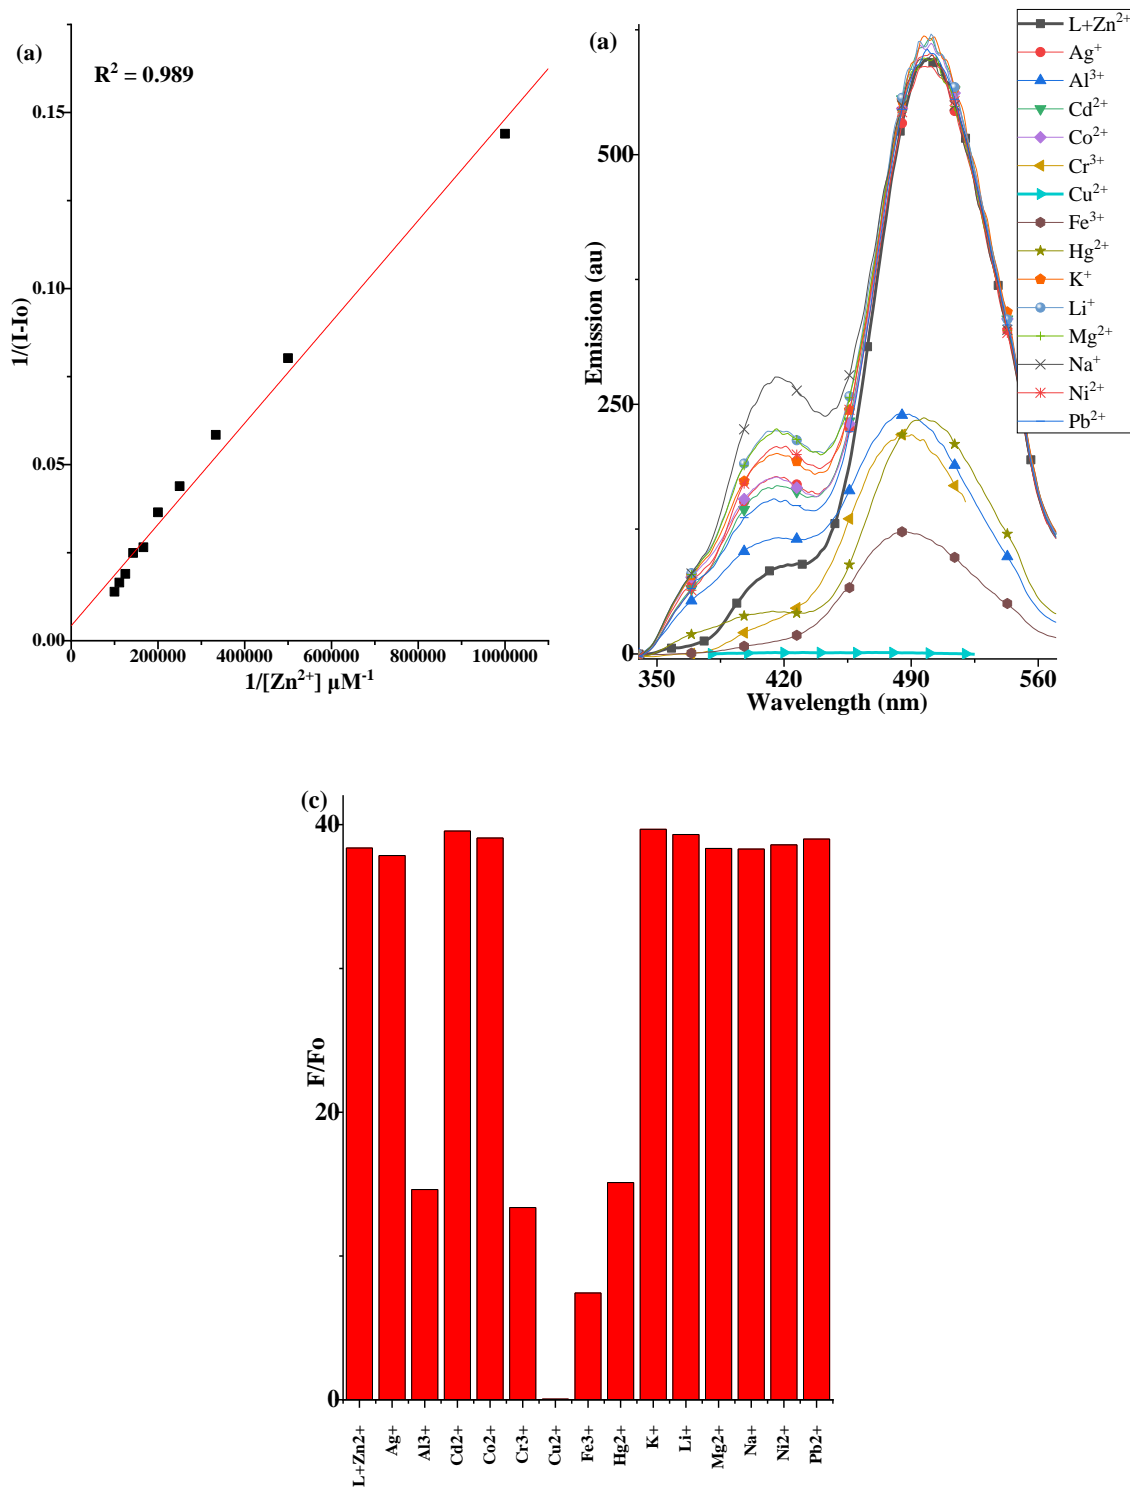 (a)
R² = 0.989
1/(I-Io)
0.15
0.10
0.05
0.00
0 200000 400000 600000 800000 1000000
1/[Zn²⁺] µM⁻¹
(a)
Emission (au)
500
250
0
350 420 490 560
Wavelength (nm)
L+Zn²⁺
Ag⁺
Al³⁺
Cd²⁺
Co²⁺
Cr³⁺
Cu²⁺
Fe³⁺
Hg²⁺
K⁺
Li⁺
Mg²⁺
Na⁺
Ni²⁺
Pb²⁺
(c)
F/Fo
40
20
0
L+Zn2+
Ag+
Al3+
Cd2+
Co2+
Cr3+
Cu2+
Fe3+
Hg2+
K+
Li+
Mg2+
Na+
Ni2+
Pb2+